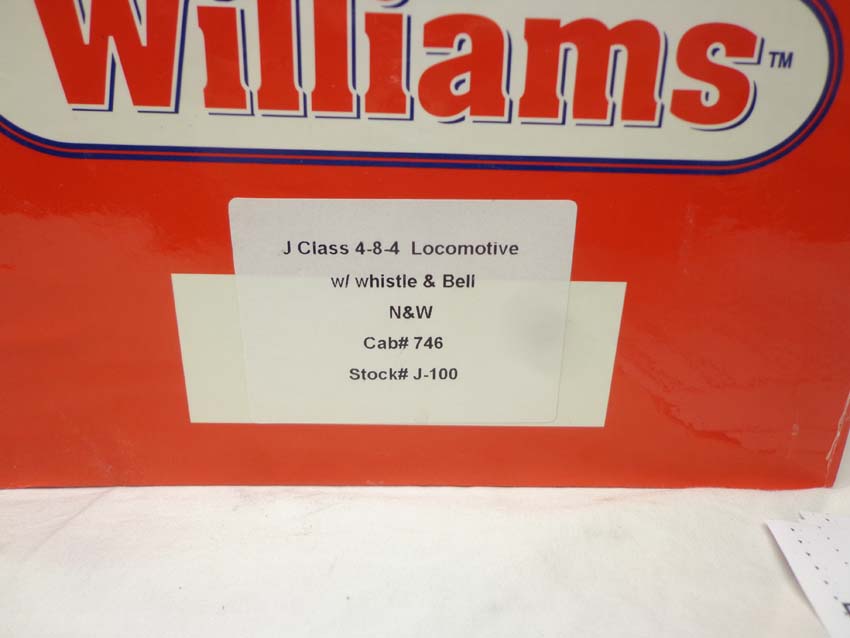 Williams™
J Class 4-8-4 Locomotive
w/ whistle & Bell
N&W
Cab# 746
Stock# J-100